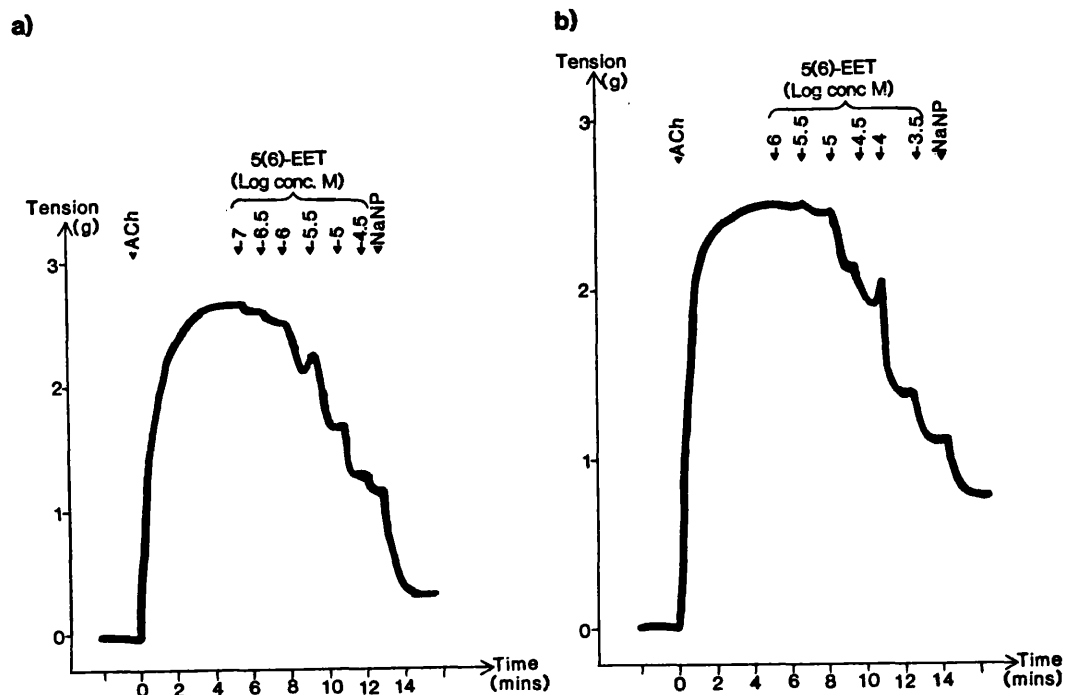 a)
Tension
(g)
5(6)-EET
(Log conc. M)
ACh
-7
-6.5
-6
-5.5
-5
-4.5
NaNP
3
2
1
0
0 2 4 6 8 10 12 14
Time
(mins)
b)
Tension
(g)
5(6)-EET
(Log conc M)
ACh
-6
-5.5
-5
-4.5
-4
-3.5
NaNP
3
2
1
0
0 2 4 6 8 10 12 14
Time
(mins)